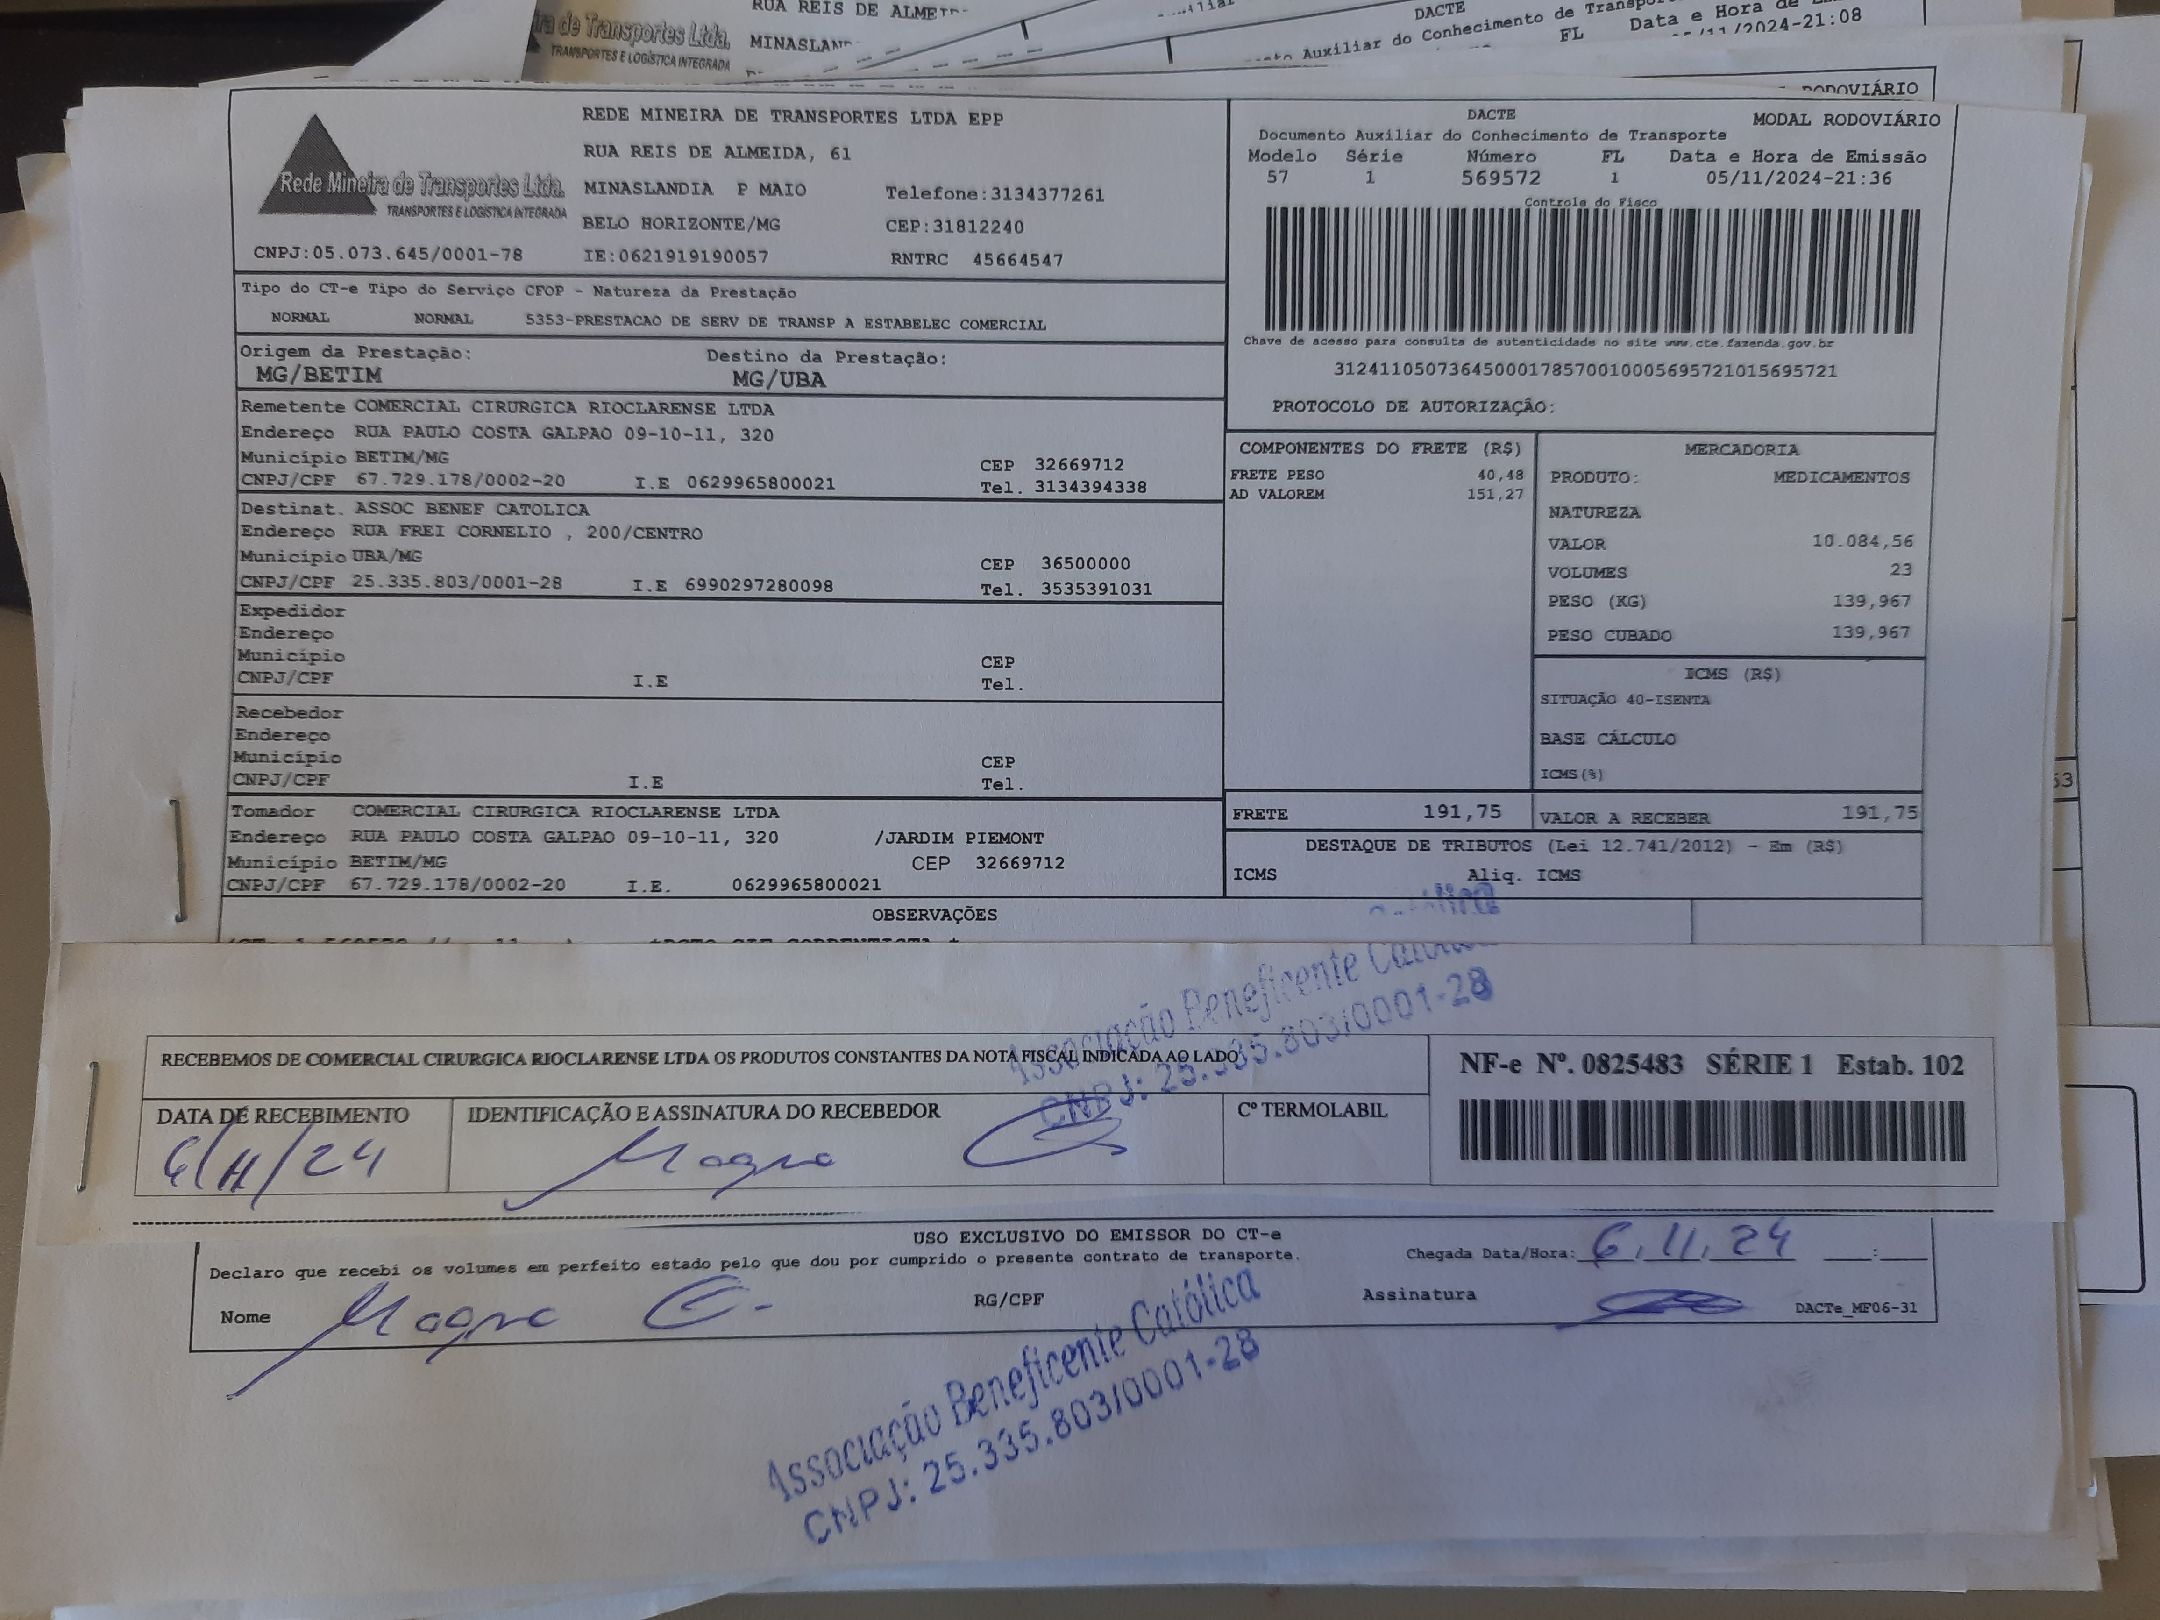 RUA REIS DE ALME
ra de Transportes Ltda.
TRANSPORTES E LOGÍSTICA INTEGRADA
MINASLAN
DACTE
Auxiliar do Conhecimento de Transpor
FL Data e Hora de
/11/2024-21:08
RODOVIÁRIO
Rede Mineira de Transportes Ltda.
TRANSPORTES E LOGÍSTICA INTEGRADA
CNPJ:05.073.645/0001-78
REDE MINEIRA DE TRANSPORTES LTDA EPP
RUA REIS DE ALMEIDA, 61
MINASLANDIA P MAIO Telefone:3134377261
BELO HORIZONTE/MG CEP:31812240
IE:0621919190057 RNTRC 45664547
DACTE MODAL RODOVIÁRIO
Documento Auxiliar do Conhecimento de Transporte
Modelo Série Número FL Data e Hora de Emissão
57 1 569572 1 05/11/2024-21:36
Controle do Fisco
Chave de acesso para consulta de autenticidade no site www.cte.fazenda.gov.br
31241105073645000178570010005695721015695721
PROTOCOLO DE AUTORIZAÇÃO:
Tipo do CT-e Tipo do Serviço CFOP - Natureza da Prestação
NORMAL NORMAL 5353-PRESTACAO DE SERV DE TRANSP A ESTABELEC COMERCIAL
Origem da Prestação: Destino da Prestação:
MG/BETIM MG/UBA
Remetente COMERCIAL CIRURGICA RIOCLARENSE LTDA
Endereço RUA PAULO COSTA GALPAO 09-10-11, 320
Município BETIM/MG CEP 32669712
CNPJ/CPF 67.729.178/0002-20 I.E 0629965800021 Tel. 3134394338
Destinat. ASSOC BENEF CATOLICA
Endereço RUA FREI CORNELIO , 200/CENTRO
Município UBA/MG CEP 36500000
CNPJ/CPF 25.335.803/0001-28 I.E 6990297280098 Tel. 3535391031
Expedidor
Endereço
Município CEP
CNPJ/CPF I.E Tel.
Recebedor
Endereço
Município CEP
CNPJ/CPF I.E Tel.
Tomador COMERCIAL CIRURGICA RIOCLARENSE LTDA
Endereço RUA PAULO COSTA GALPAO 09-10-11, 320 /JARDIM PIEMONT
Município BETIM/MG CEP 32669712
CNPJ/CPF 67.729.178/0002-20 I.E. 0629965800021
COMPONENTES DO FRETE (R$)
FRETE PESO 40,48
AD VALOREM 151,27
MERCADORIA
PRODUTO: MEDICAMENTOS
NATUREZA
VALOR 10.084,56
VOLUMES 23
PESO (KG) 139,967
PESO CUBADO 139,967
ICMS (R$)
SITUAÇÃO 40-ISENTA
BASE CÁLCULO
ICMS(%)
FRETE 191,75 VALOR A RECEBER 191,75
DESTAQUE DE TRIBUTOS (Lei 12.741/2012) - Em (R$)
ICMS Aliq. ICMS
OBSERVAÇÕES
Associação Beneficente Católica
CNPJ: 25.335.803/0001-28
RECEBEMOS DE COMERCIAL CIRURGICA RIOCLARENSE LTDA OS PRODUTOS CONSTANTES DA NOTA FISCAL INDICADA AO LADO
NF-e Nº. 0825483 SÉRIE 1 Estab. 102
DATA DE RECEBIMENTO IDENTIFICAÇÃO E ASSINATURA DO RECEBEDOR Cº TERMOLABIL
6/11/24 Magno
USO EXCLUSIVO DO EMISSOR DO CT-e
Declaro que recebi os volumes em perfeito estado pelo que dou por cumprido o presente contrato de transporte. Chegada Data/Hora: 6.11.24 :
Nome Magno RG/CPF Assinatura DACTe_MF06-31
Associação Beneficente Católica
CNPJ: 25.335.803/0001-28
53